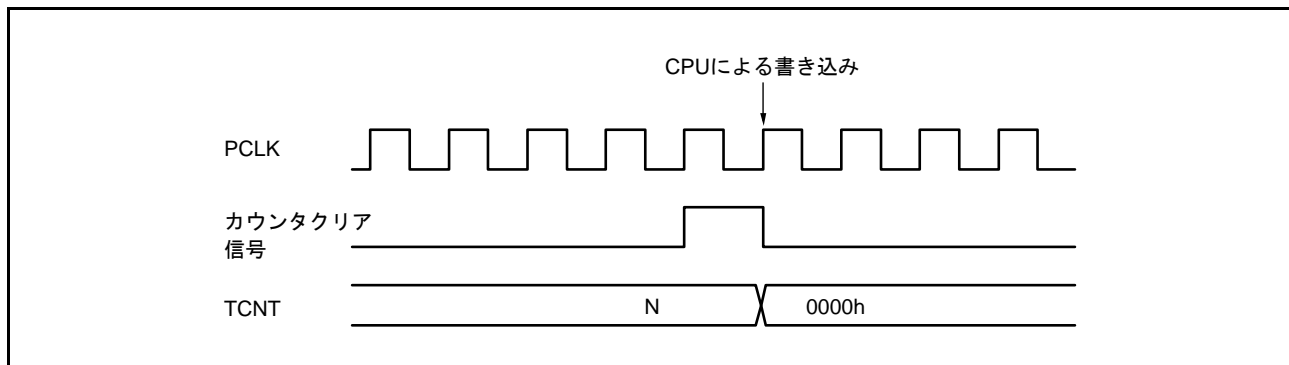 CPUによる書き込み
PCLK
カウンタクリア
信号
TCNT
N
0000h